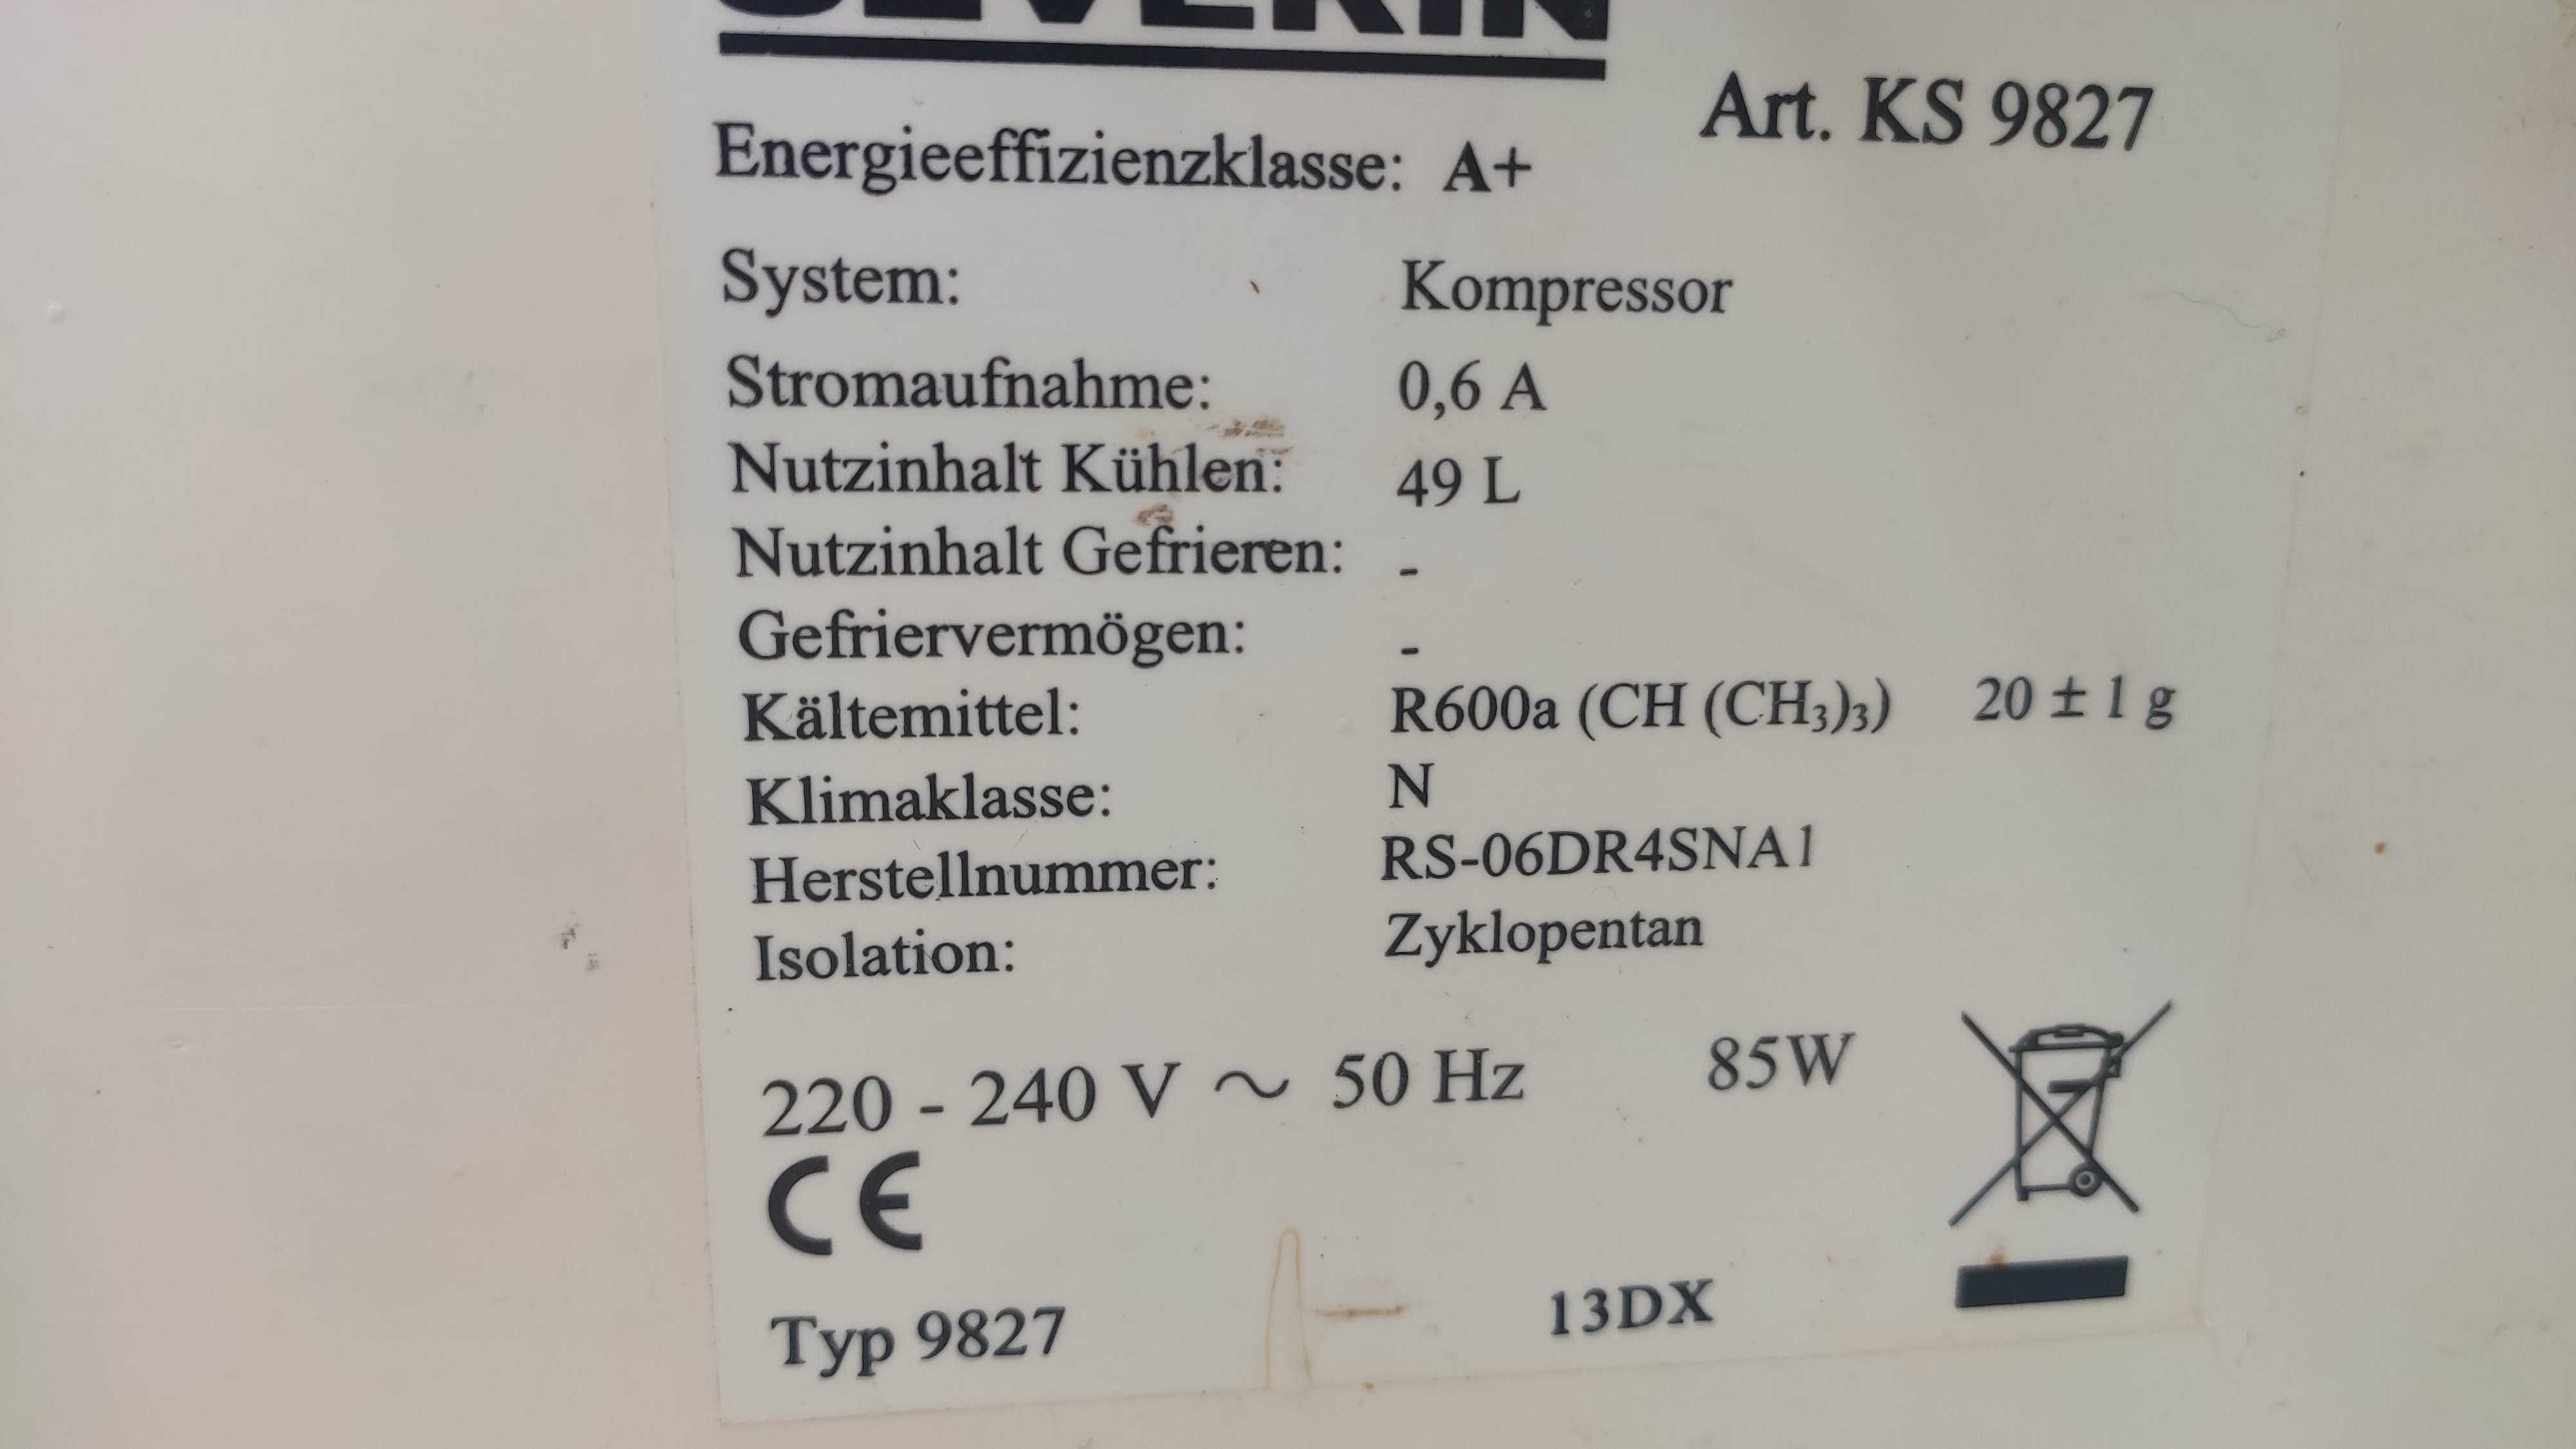 SEVERIN
Art. KS 9827
Energieeffizienzklasse: A+
System: Kompressor
Stromaufnahme: 0,6 A
Nutzinhalt Kühlen: 49 L
Nutzinhalt Gefrieren: -
Gefriervermögen: -
Kältemittel: R600a (CH (CH₃)₃) 20 ± 1 g
Klimaklasse: N
Herstellnummer: RS-06DR4SNA1
Isolation: Zyklopentan
220 - 240 V ~ 50 Hz 85W
CE
Typ 9827 13DX